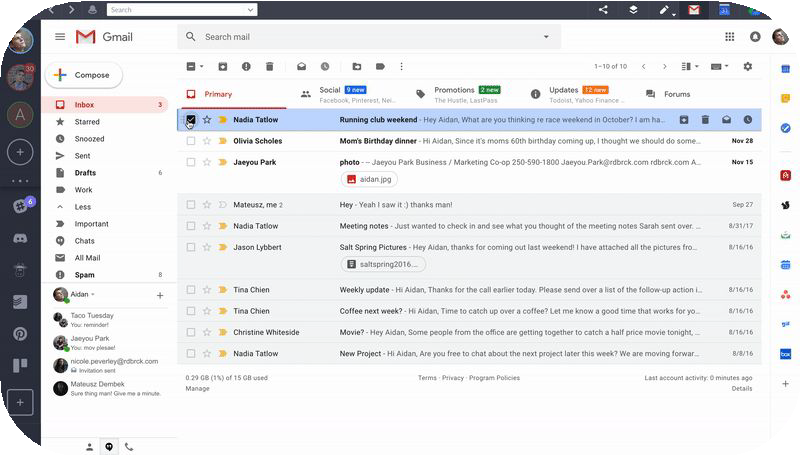 Search
30
Gmail
Search mail
1–10 of 10
Compose
Primary
Social 9 new
Facebook, Pinterest, Nei...
Promotions 2 new
The Hustle, LastPass
Updates 12 new
Todoist, Yahoo Finance ..
Forums
A
Inbox 3
Starred
Snoozed
Sent
Drafts 6
Work
Less
Important
Chats
All Mail
Spam 8
6
Nadia Tatlow Running club weekend - Hey Aidan, What are you thinking re race weekend in October? I am ha...
Olivia Scholes Mom's Birthday dinner - Hi Aidan, Since it's moms 60th birthday coming up, I thought we should do some... Nov 28
Jaeyou Park photo - -- Jaeyou Park Business / Marketing Co-op 250-590-1800 Jaeyou.Park@rdbrck.com rdbrck.com A... Nov 15
aidan.jpg
Mateusz, me 2 Hey - Yeah I saw it :) thanks man! Sep 27
Nadia Tatlow Meeting notes - Just wanted to check in and see what you thought of the meeting notes Sarah sent over. ... 8/31/17
Jason Lybbert Salt Spring Pictures - Hey Aidan, thanks for coming out last weekend! I have attached all the pictures fro... 8/16/16
saltspring2016....
Tina Chien Weekly update - Hi Aidan, Thanks for the call earlier today. Please send over a list of the follow-up action i... 8/16/16
Tina Chien Coffee next week? - Hi Aidan, Time to catch up over a coffee? Let me know a good time that works for yo... 8/16/16
Christine Whiteside Movie? - Hey Aidan, Some people from the office are getting together to catch a half price movie tonight, ... 8/16/16
Nadia Tatlow New Project - Hi Aidan, Are you free to chat about the next project later this week? We are moving forwar... 8/8/16
Aidan
Taco Tuesday
You: reminder!
Jaeyou Park
You: mov plesae!
nicole.peverley@rdbrck.com
Invitation sent
Mateusz Dembek
Sure thing man! Give me a minute.
0.29 GB (1%) of 15 GB used
Manage
Terms - Privacy - Program Policies
Last account activity: 0 minutes ago
Details
box